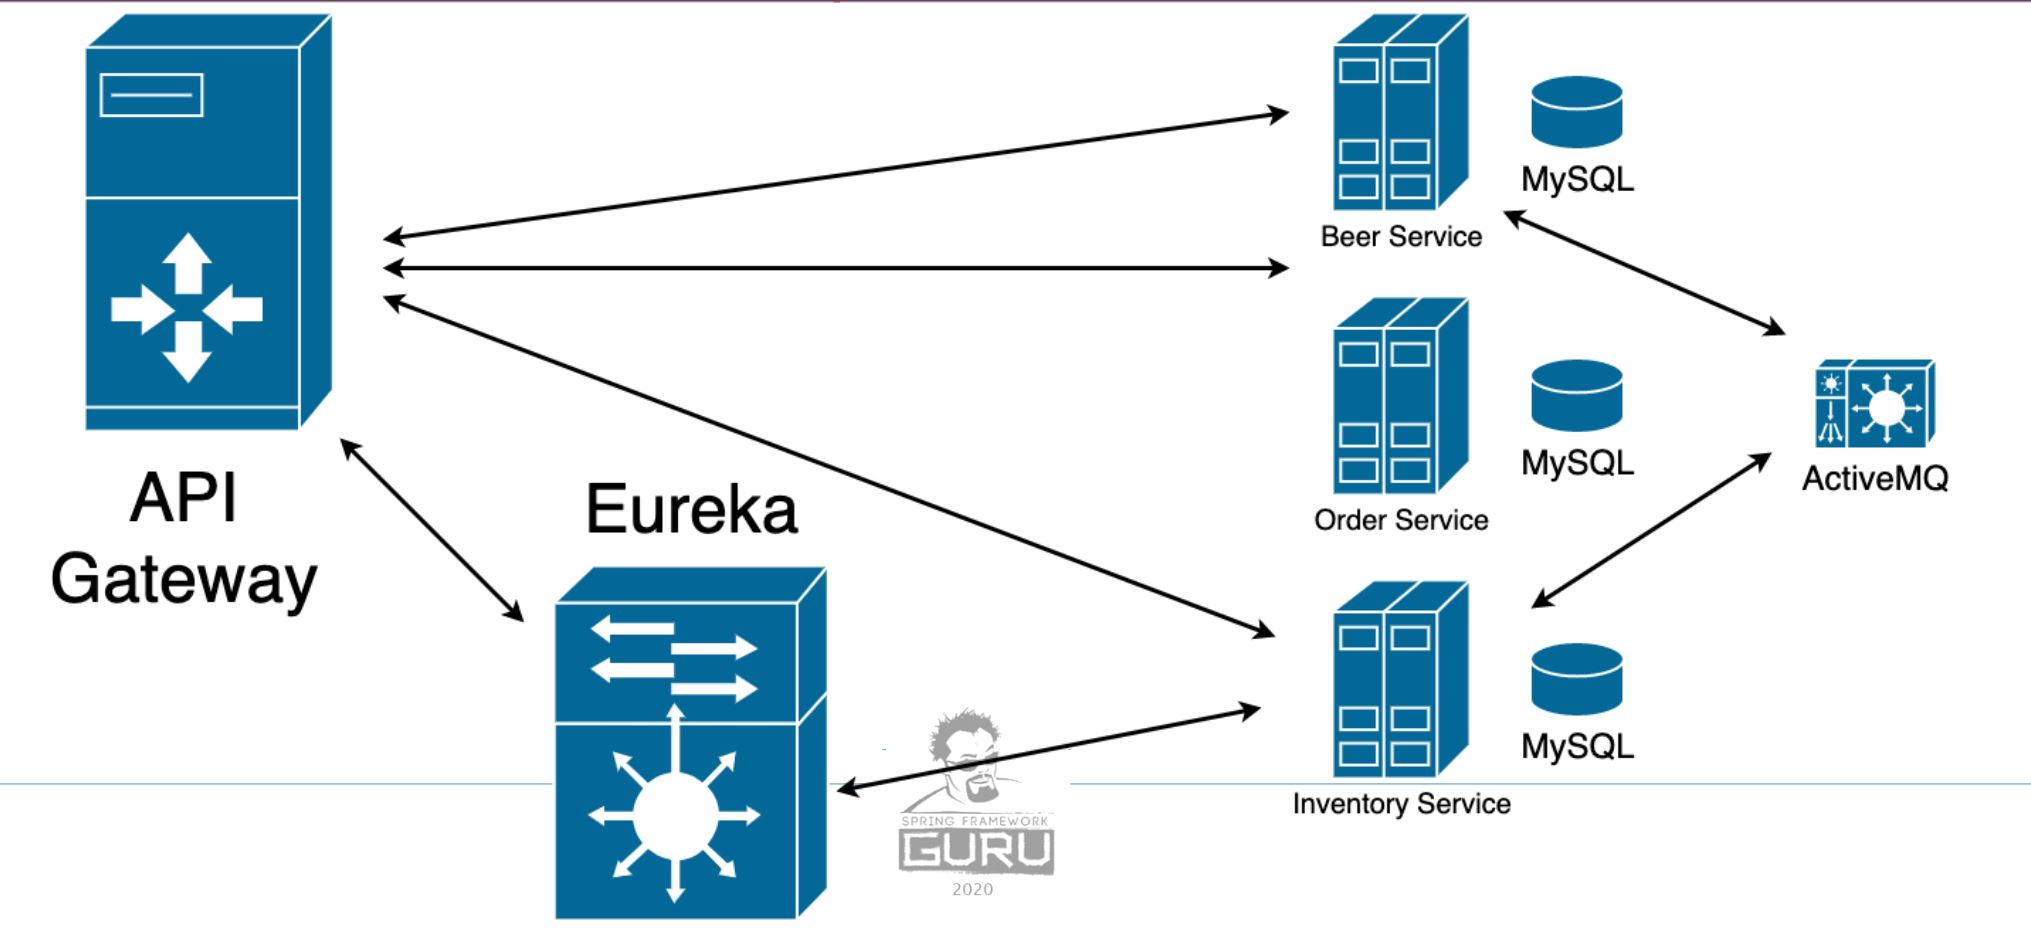 API
Gateway
Eureka
MySQL
Beer Service
MySQL
Order Service
ActiveMQ
MySQL
Inventory Service
SPRING FRAMEWORK
GURU
2020